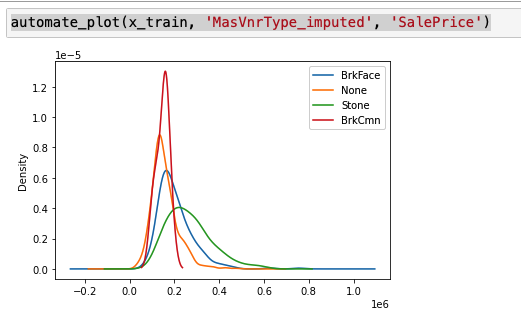 automate_plot(x_train, 'MasVnrType_imputed', 'SalePrice')
1e−5
BrkFace
None
Stone
BrkCmn
1.2
1.0
0.8
0.6
0.4
0.2
0.0
Density
−0.2 0.0 0.2 0.4 0.6 0.8 1.0
1e6